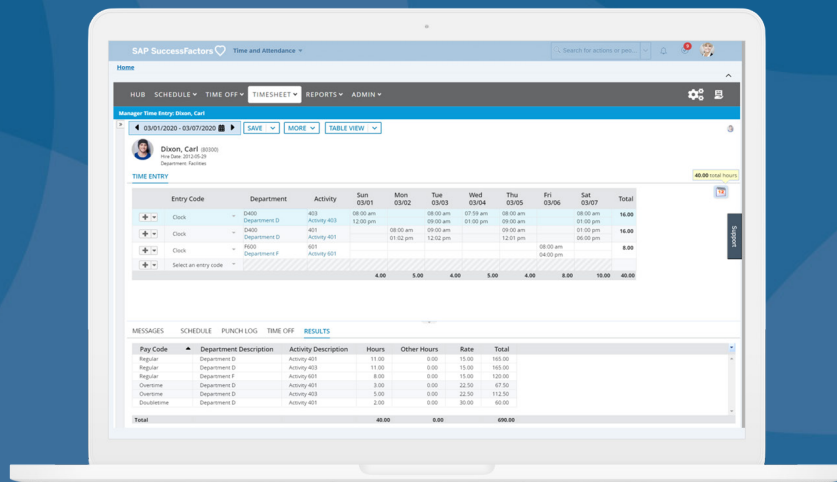 SAP SuccessFactors Time and Attendance
Search for actions or peo...
Home
HUB SCHEDULE TIME OFF TIMESHEET REPORTS ADMIN
Manager Time Entry: Dixon, Carl
03/01/2020 - 03/07/2020 SAVE MORE TABLE VIEW
Dixon, Carl (80300)
Hire Date: 2012-05-29
Department: Facilities
TIME ENTRY
40.00 total hours
Entry Code Department Activity Sun 03/01 Mon 03/02 Tue 03/03 Wed 03/04 Thu 03/05 Fri 03/06 Sat 03/07 Total
Clock D400 403 08:00 am 08:00 am 07:59 am 08:00 am 08:00 am 16.00
Department D Activity 403 12:00 pm 09:00 am 01:00 pm 09:00 am 01:00 pm
Clock D400 401 08:00 am 09:00 am 09:00 am 01:00 pm 16.00
Department D Activity 401 01:02 pm 12:02 pm 12:01 pm 06:00 pm
Clock F600 601 08:00 am 8.00
Department F Activity 601 04:00 pm
Select an entry code
4.00 5.00 4.00 5.00 4.00 8.00 10.00 40.00
Support
MESSAGES SCHEDULE PUNCH LOG TIME OFF RESULTS
Pay Code Department Description Activity Description Hours Other Hours Rate Total
Regular Department D Activity 401 11.00 0.00 15.00 165.00
Regular Department D Activity 403 11.00 0.00 15.00 165.00
Regular Department F Activity 601 8.00 0.00 15.00 120.00
Overtime Department D Activity 401 3.00 0.00 22.50 67.50
Overtime Department D Activity 403 5.00 0.00 22.50 112.50
Doubletime Department D Activity 401 2.00 0.00 30.00 60.00
Total 40.00 0.00 690.00